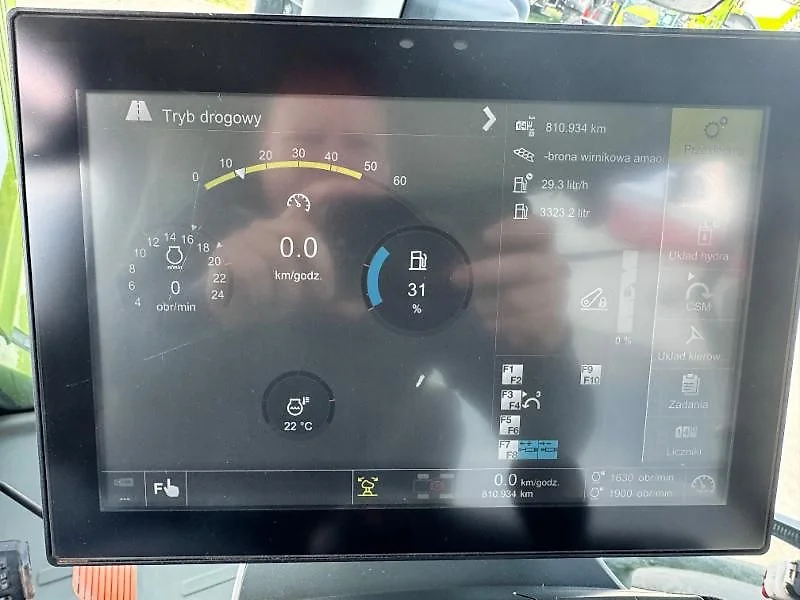 Tryb drogowy
810.934 km
-brona wirnikowa amao
29.3 litr/h
3323.2 litr
0 10 20 30 40 50 60
0.0
km/godz.
4 6 8 10 12 14 16 18 20 22 24
0
obr/min
31
%
22 °C
0 %
Układ hydra
CSM
Układ kierow...
Zadania
Liczniki
F1 F2
F9 F10
F3 F4 3
F5 F6
F7 F8
F
0.0 km/godz.
810.934 km
1630 obr/min
1900 obr/min